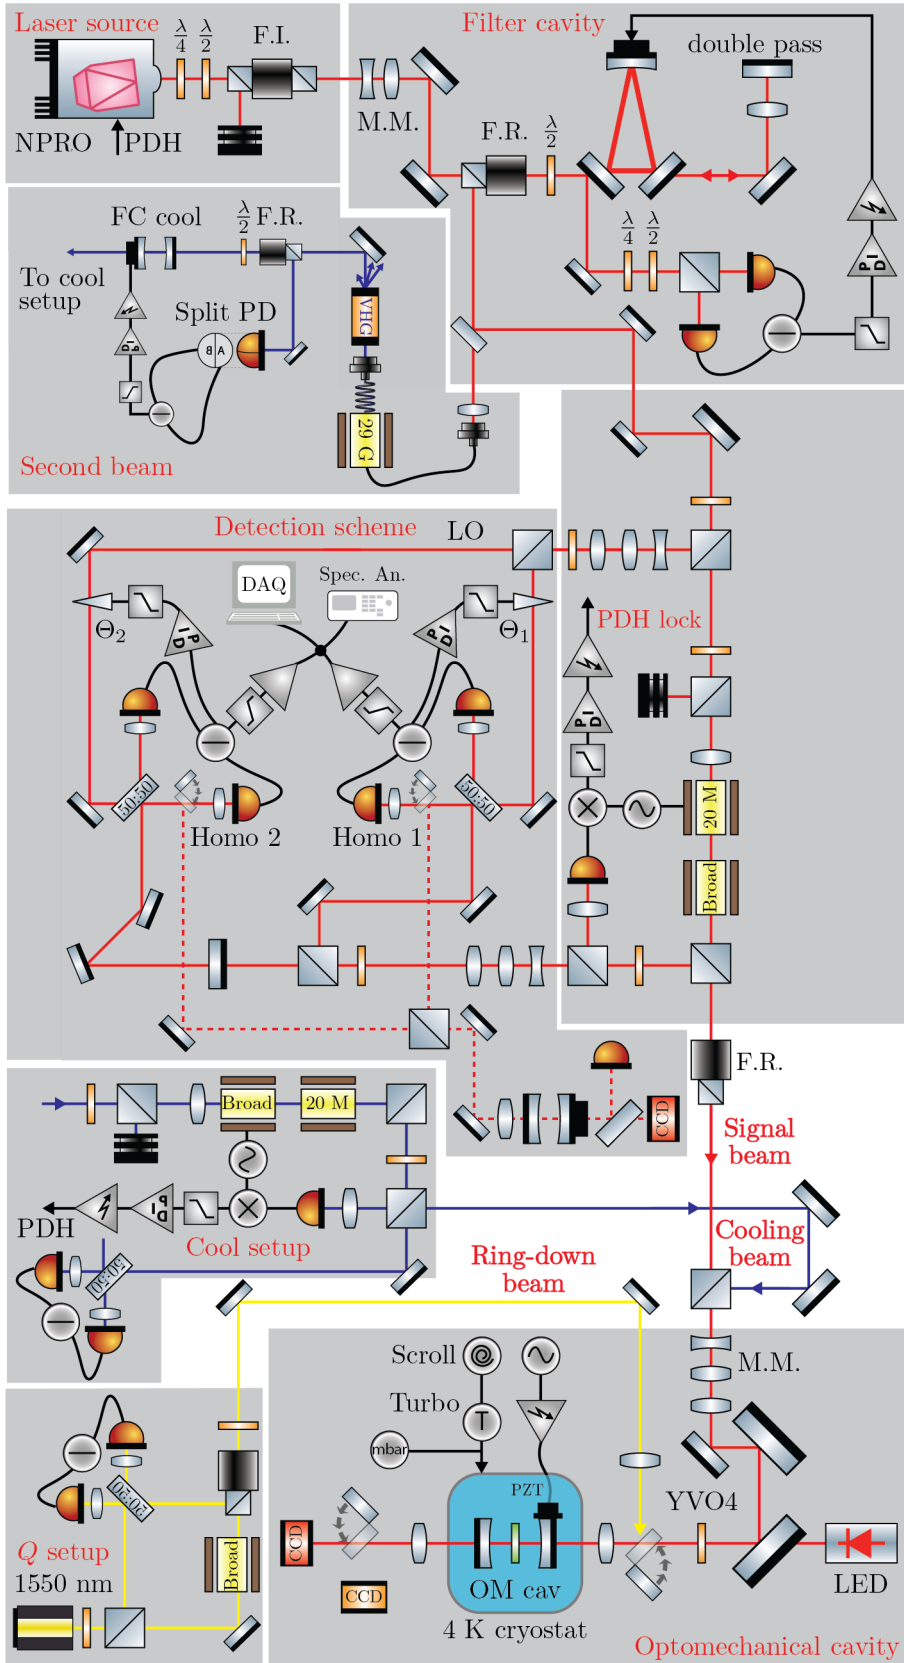 Laser source
λ/4 λ/2
F.I.
NPRO
PDH
Filter cavity
double pass
M.M.
F.R.
λ/2
λ/4 λ/2
P I D
FC cool
λ/2 F.R.
To cool
setup
Split PD
A B
P I D
VHG
29 G
Second beam
Detection scheme
LO
DAQ
Spec. An.
Θ2
P I D
P I D
Θ1
PDH lock
P I D
50:50
50:50
Homo 2
Homo 1
20 M
Broad
F.R.
CCD
Signal
beam
Broad
20 M
PDH
P I D
Cool setup
50:50
Cooling
beam
Ring-down
beam
M.M.
Scroll
Turbo
T
mbar
PZT
YVO4
CCD
CCD
OM cav
4 K cryostat
LED
Optomechanical cavity
50:50
Q setup
1550 nm
Broad